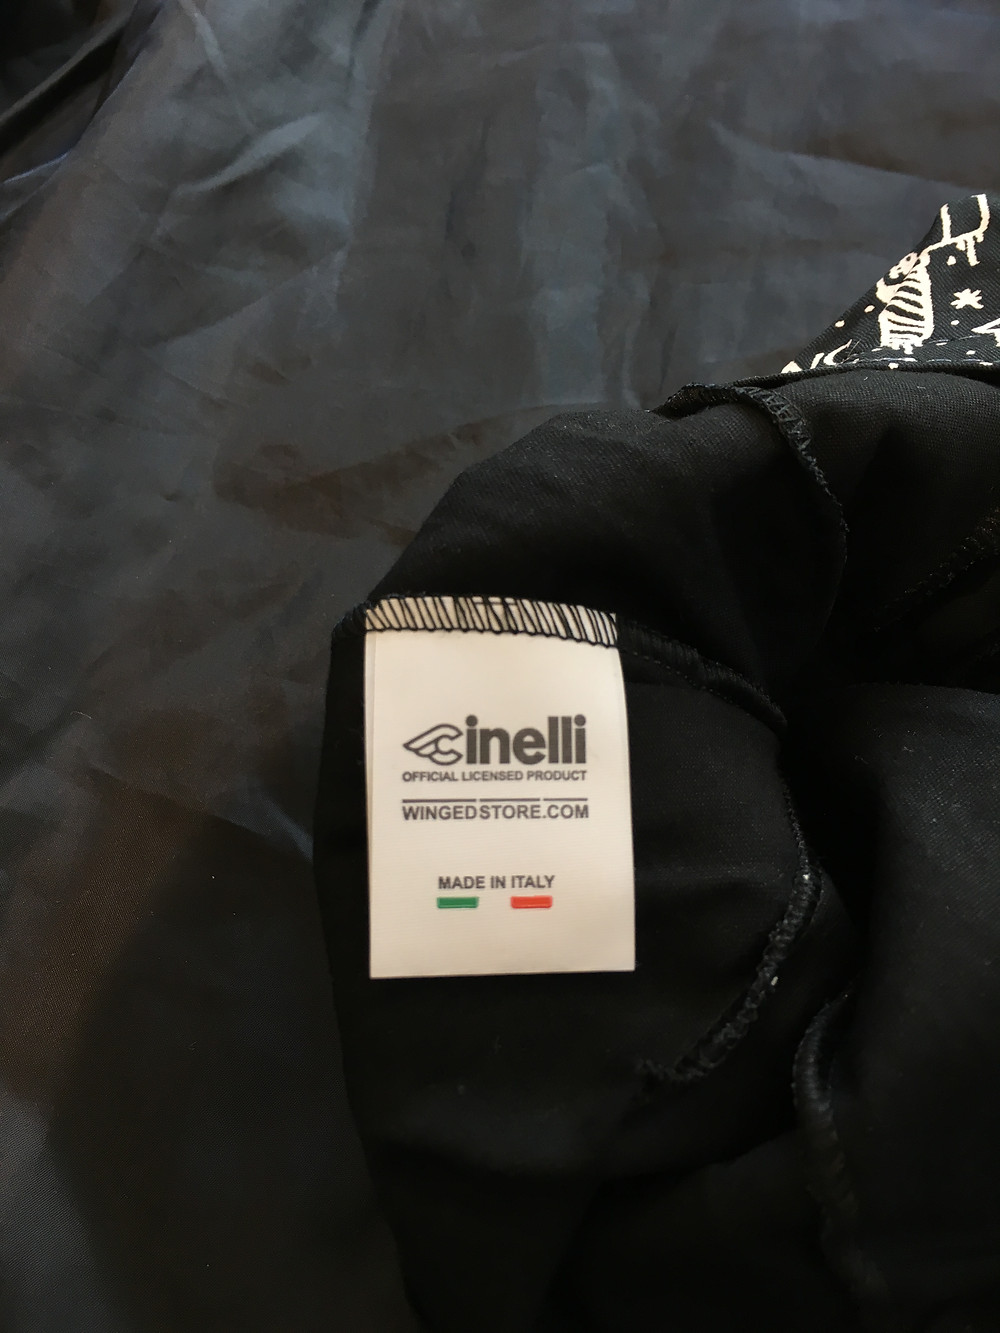 Cinelli
OFFICIAL LICENSED PRODUCT
WINGEDSTORE.COM
MADE IN ITALY